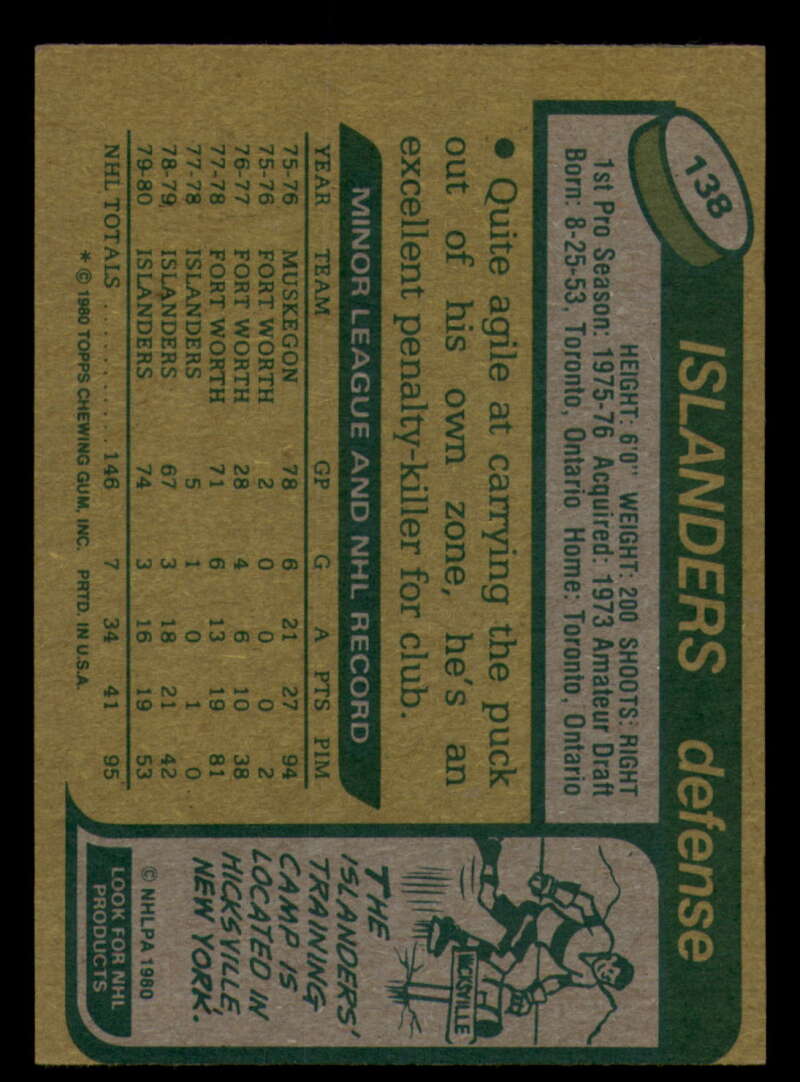 138
ISLANDERS defense
HEIGHT: 6'0" WEIGHT: 200 SHOOTS: RIGHT
1st Pro Season: 1975-76 Acquired: 1973 Amateur Draft
Born: 8-25-53, Toronto, Ontario Home: Toronto, Ontario
• Quite agile at carrying the puck
out of his own zone, he's an
excellent penalty-killer for club.
MINOR LEAGUE AND NHL RECORD
YEAR TEAM GP G A PTS PIM
75-76 MUSKEGON 78 6 21 27 94
75-76 FORT WORTH 2 0 0 0 2
76-77 FORT WORTH 28 4 6 10 38
77-78 FORT WORTH 71 6 13 19 81
77-78 ISLANDERS 5 1 0 1 0
78-79 ISLANDERS 67 3 18 21 42
79-80 ISLANDERS 74 3 16 19 53
NHL TOTALS .......... 146 7 34 41 95
* © 1980 TOPPS CHEWING GUM, INC. PRTD. IN U.S.A.
HICKSVILLE
THE
ISLANDERS'
TRAINING
CAMP IS
LOCATED IN
HICKSVILLE,
NEW YORK.
© NHLPA 1980
LOOK FOR NHL
PRODUCTS